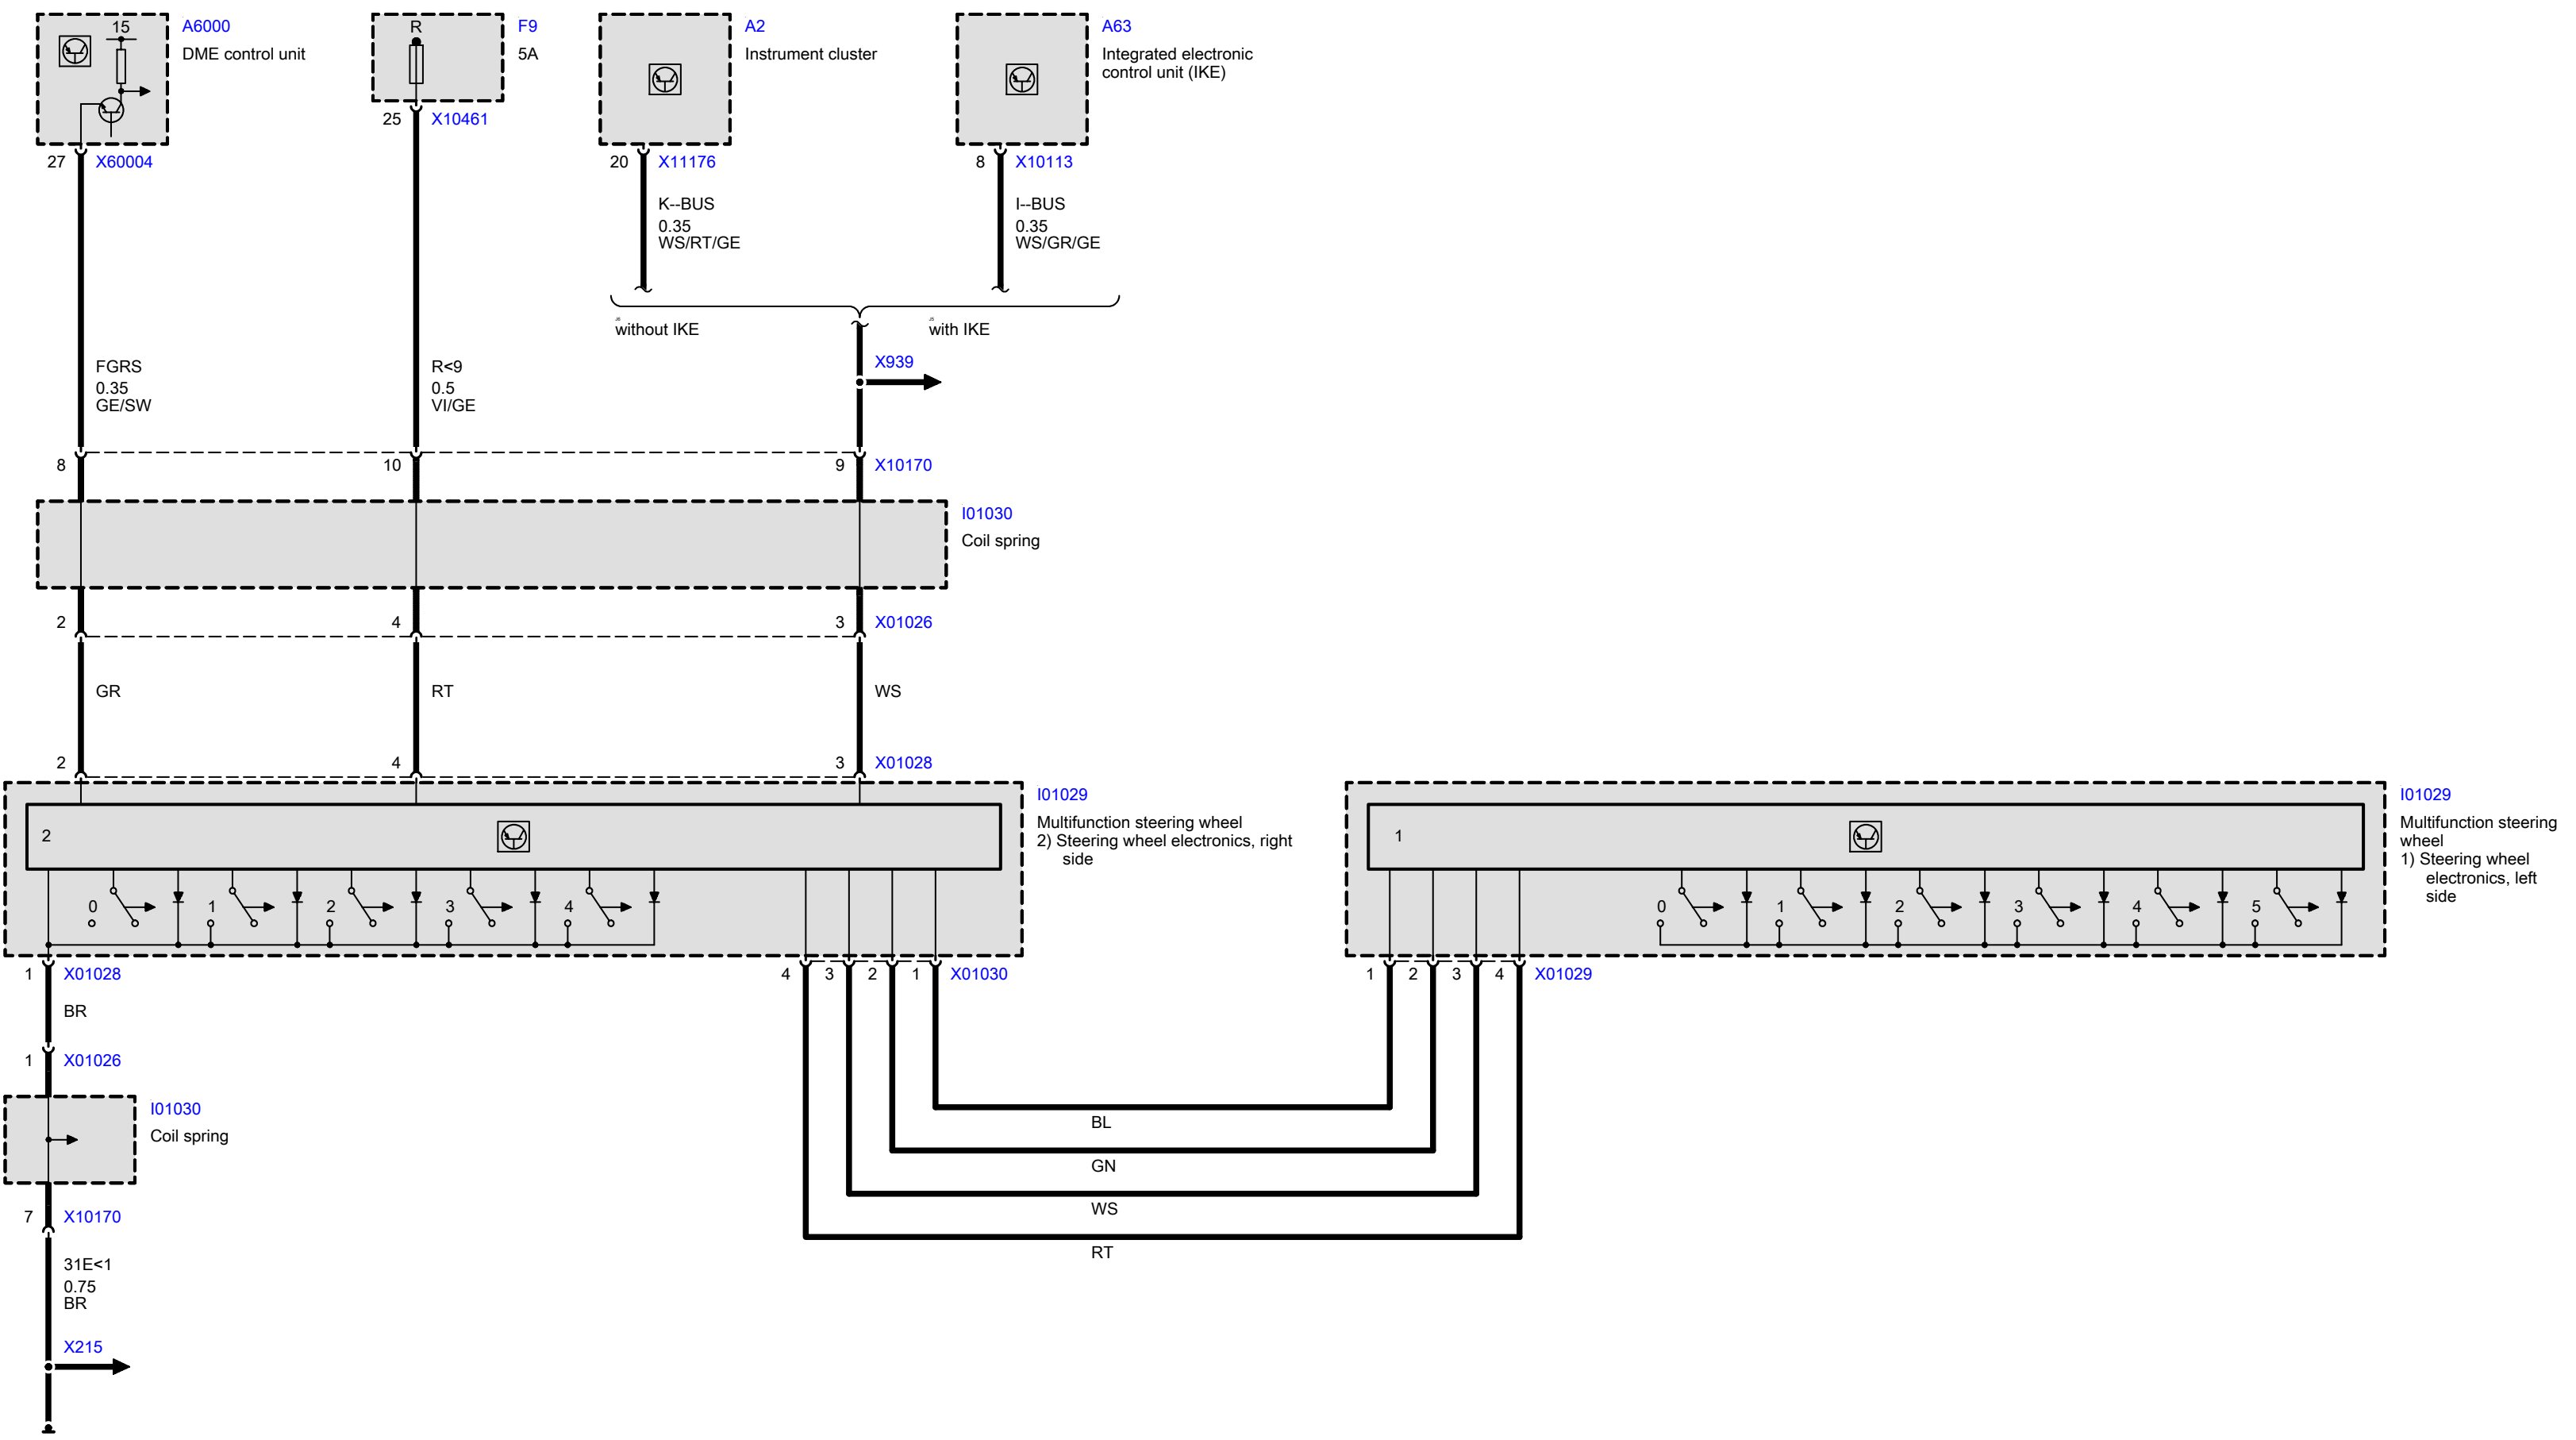 15
A6000
DME control unit
27
X60004
R
F9
5A
25
X10461
A2
Instrument cluster
20
X11176
K--BUS
0.35
WS/RT/GE
A63
Integrated electronic
control unit (IKE)
8
X10113
I--BUS
0.35
WS/GR/GE
without IKE
with IKE
X939
FGRS
0.35
GE/SW
R<9
0.5
VI/GE
8
10
9
X10170
I01030
Coil spring
2
4
3
X01026
GR
RT
WS
2
4
3
X01028
I01029
Multifunction steering wheel
2) Steering wheel electronics, right
side
2
0
1
2
3
4
I01029
Multifunction steering
wheel
1) Steering wheel
electronics, left
side
1
0
1
2
3
4
5
1
X01028
4
3
2
1
X01030
1
2
3
4
X01029
BR
1
X01026
I01030
Coil spring
7
X10170
31E<1
0.75
BR
X215
BL
GN
WS
RT